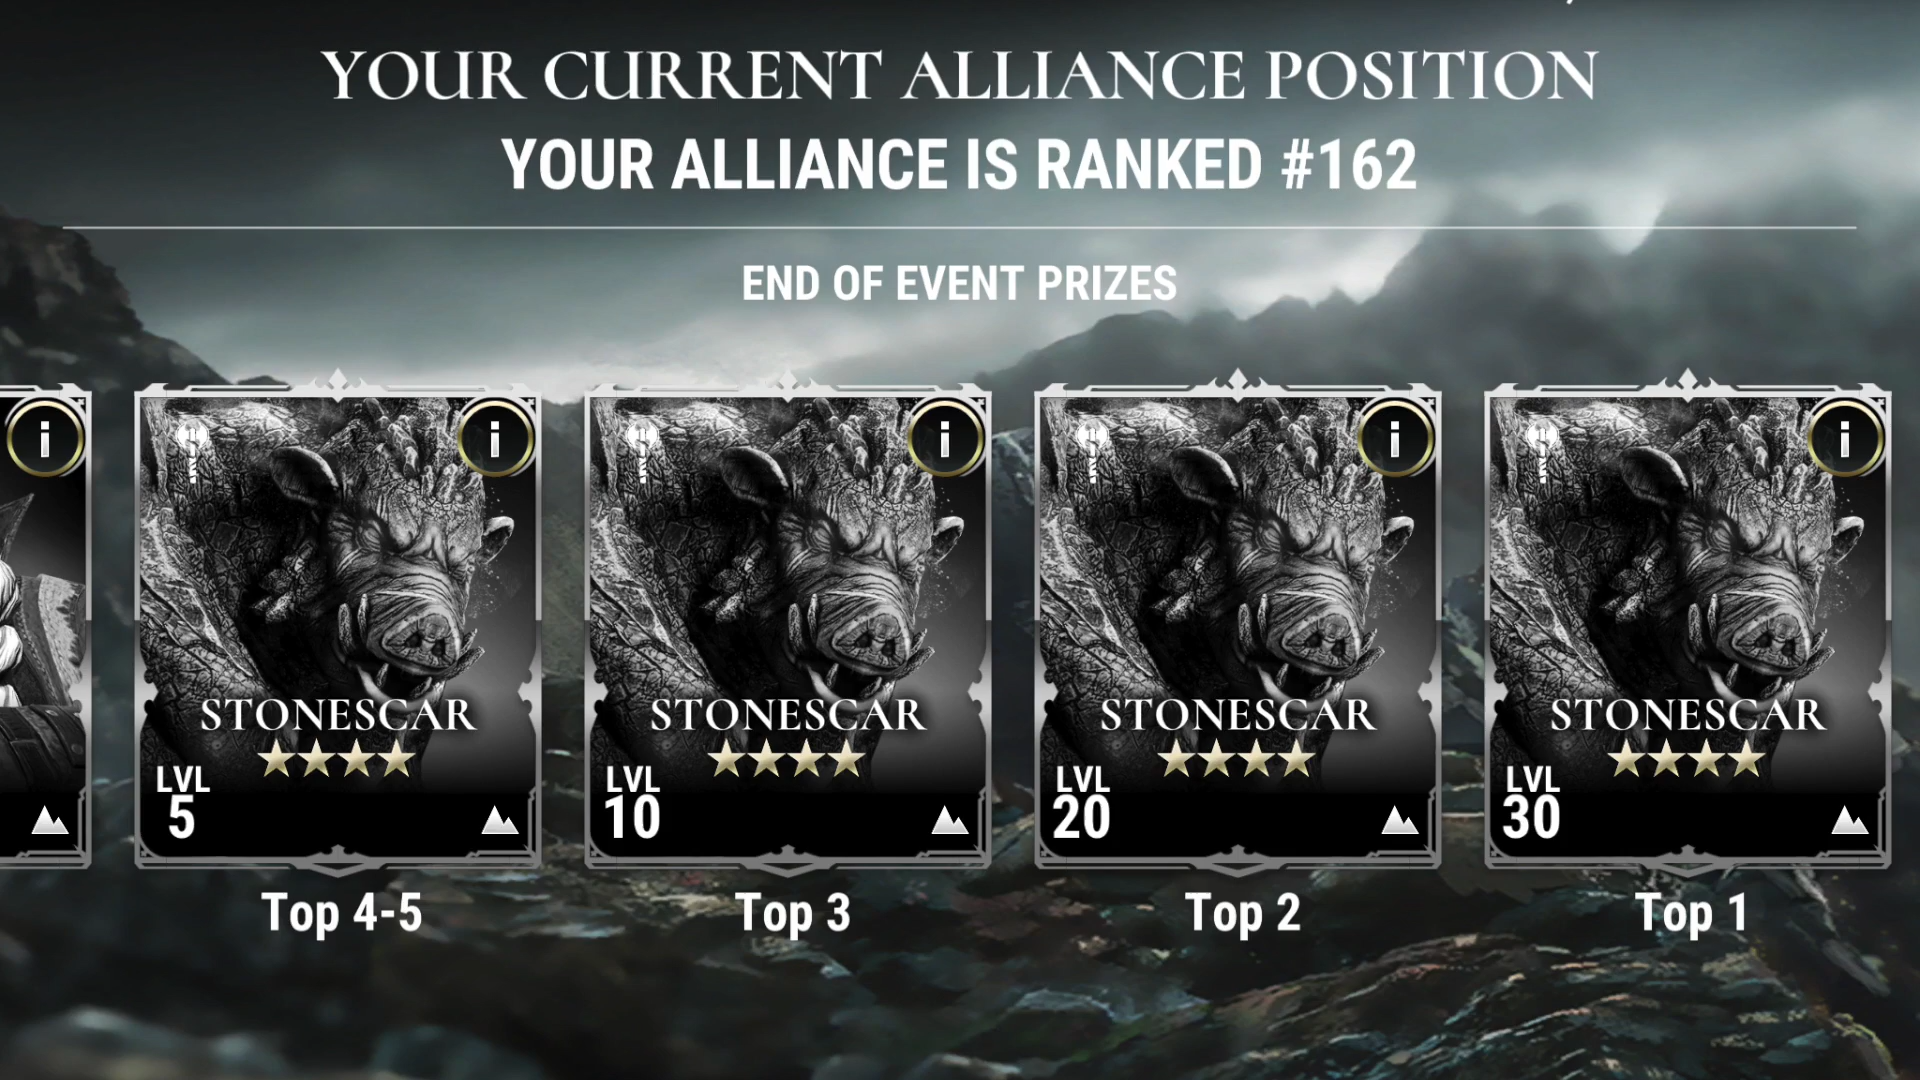 YOUR CURRENT ALLIANCE POSITION
YOUR ALLIANCE IS RANKED #162
END OF EVENT PRIZES
i
i
i
i
i
STONESCAR
STONESCAR
STONESCAR
STONESCAR
LVL
5
LVL
10
LVL
20
LVL
30
Top 4-5
Top 3
Top 2
Top 1